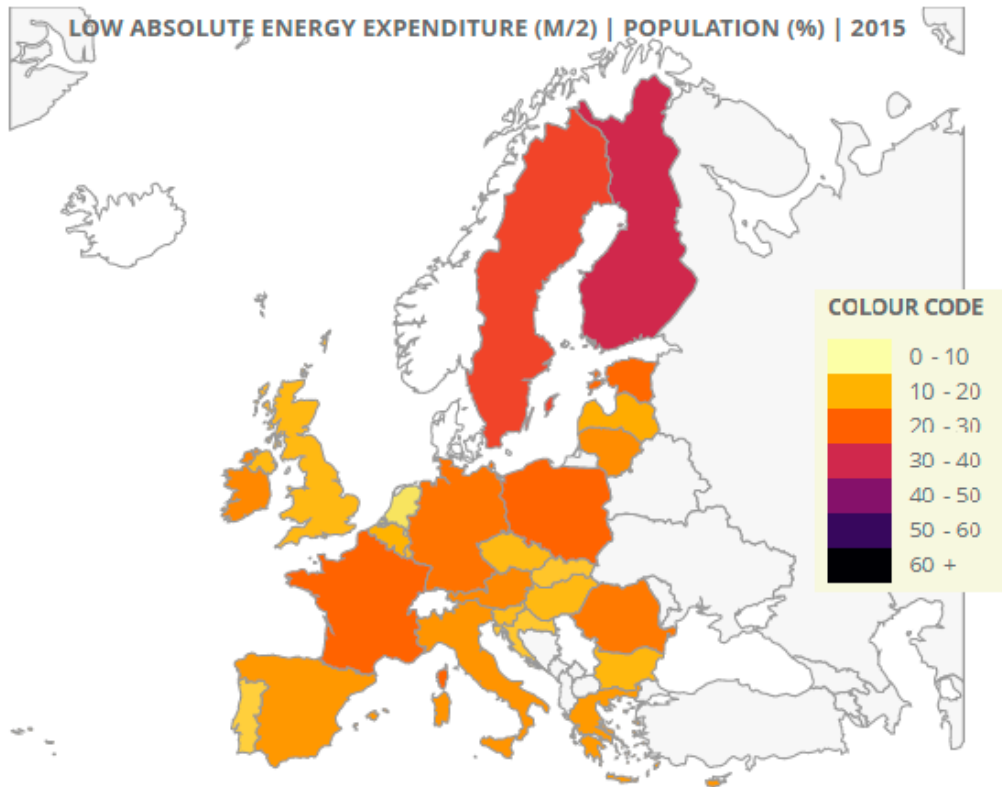 LOW ABSOLUTE ENERGY EXPENDITURE (M/2) | POPULATION (%) | 2015
COLOUR CODE
0 - 10
10 - 20
20 - 30
30 - 40
40 - 50
50 - 60
60 +